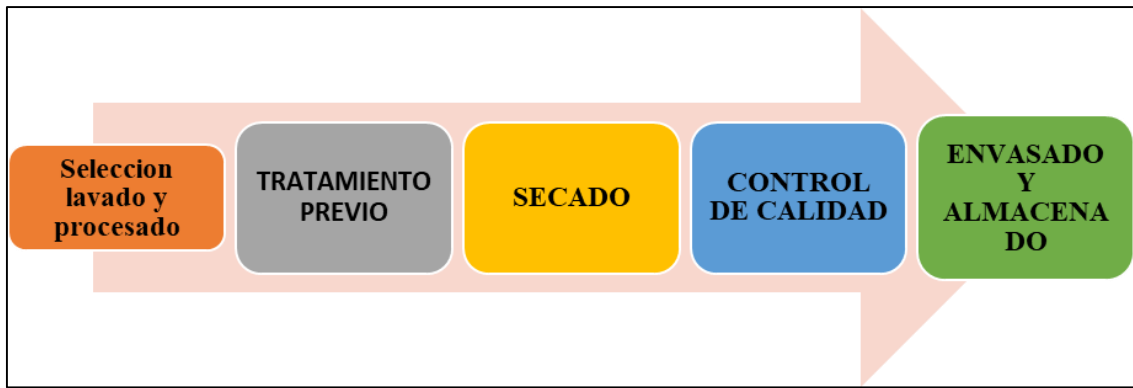 Seleccion
lavado y
procesado
TRATAMIENTO
PREVIO
SECADO
CONTROL
DE CALIDAD
ENVASADO
Y
ALMACENA
DO